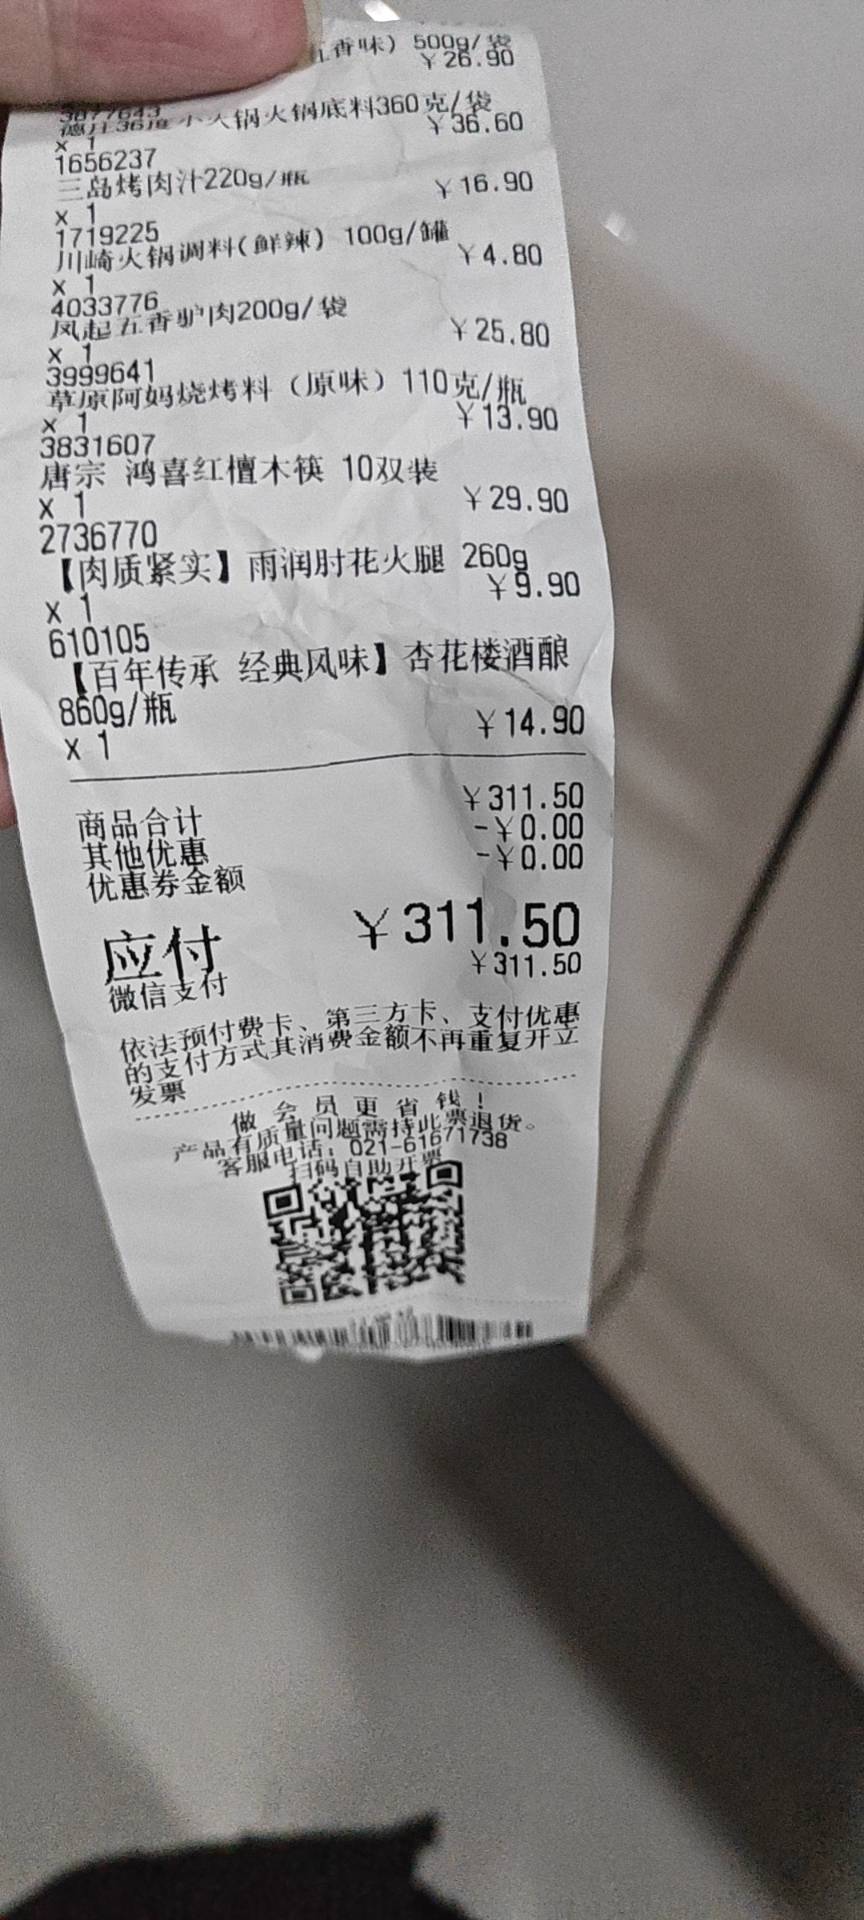 五香味）500g/袋
￥26.90
3077643
德庄36度小火锅火锅底料360克/袋
￥36.60
x 1
1656237
三岛烤肉汁220g/瓶
￥16.90
x 1
1719225
川崎火锅调料(鲜辣) 100g/罐
￥4.80
x 1
4033776
凤起五香驴肉200g/袋
￥25.80
x 1
3999641
草原阿妈烧烤料（原味）110克/瓶
￥13.90
x 1
3831607
唐宗 鸿喜红檀木筷 10双装
￥29.90
x 1
2736770
【肉质紧实】雨润肘花火腿 260g
￥9.90
x 1
610105
【百年传承 经典风味】杏花楼酒酿
860g/瓶
￥14.90
x 1
商品合计 ￥311.50
其他优惠 -￥0.00
优惠券金额 -￥0.00
应付 ￥311.50
微信支付 ￥311.50
依法预付费卡、第三方卡、支付优惠
的支付方式其消费金额不再重复开立
发票
做 会 员 更 省 钱！
产品有质量问题需持此票退货。
客服电话：021-61671738
扫码自助开票